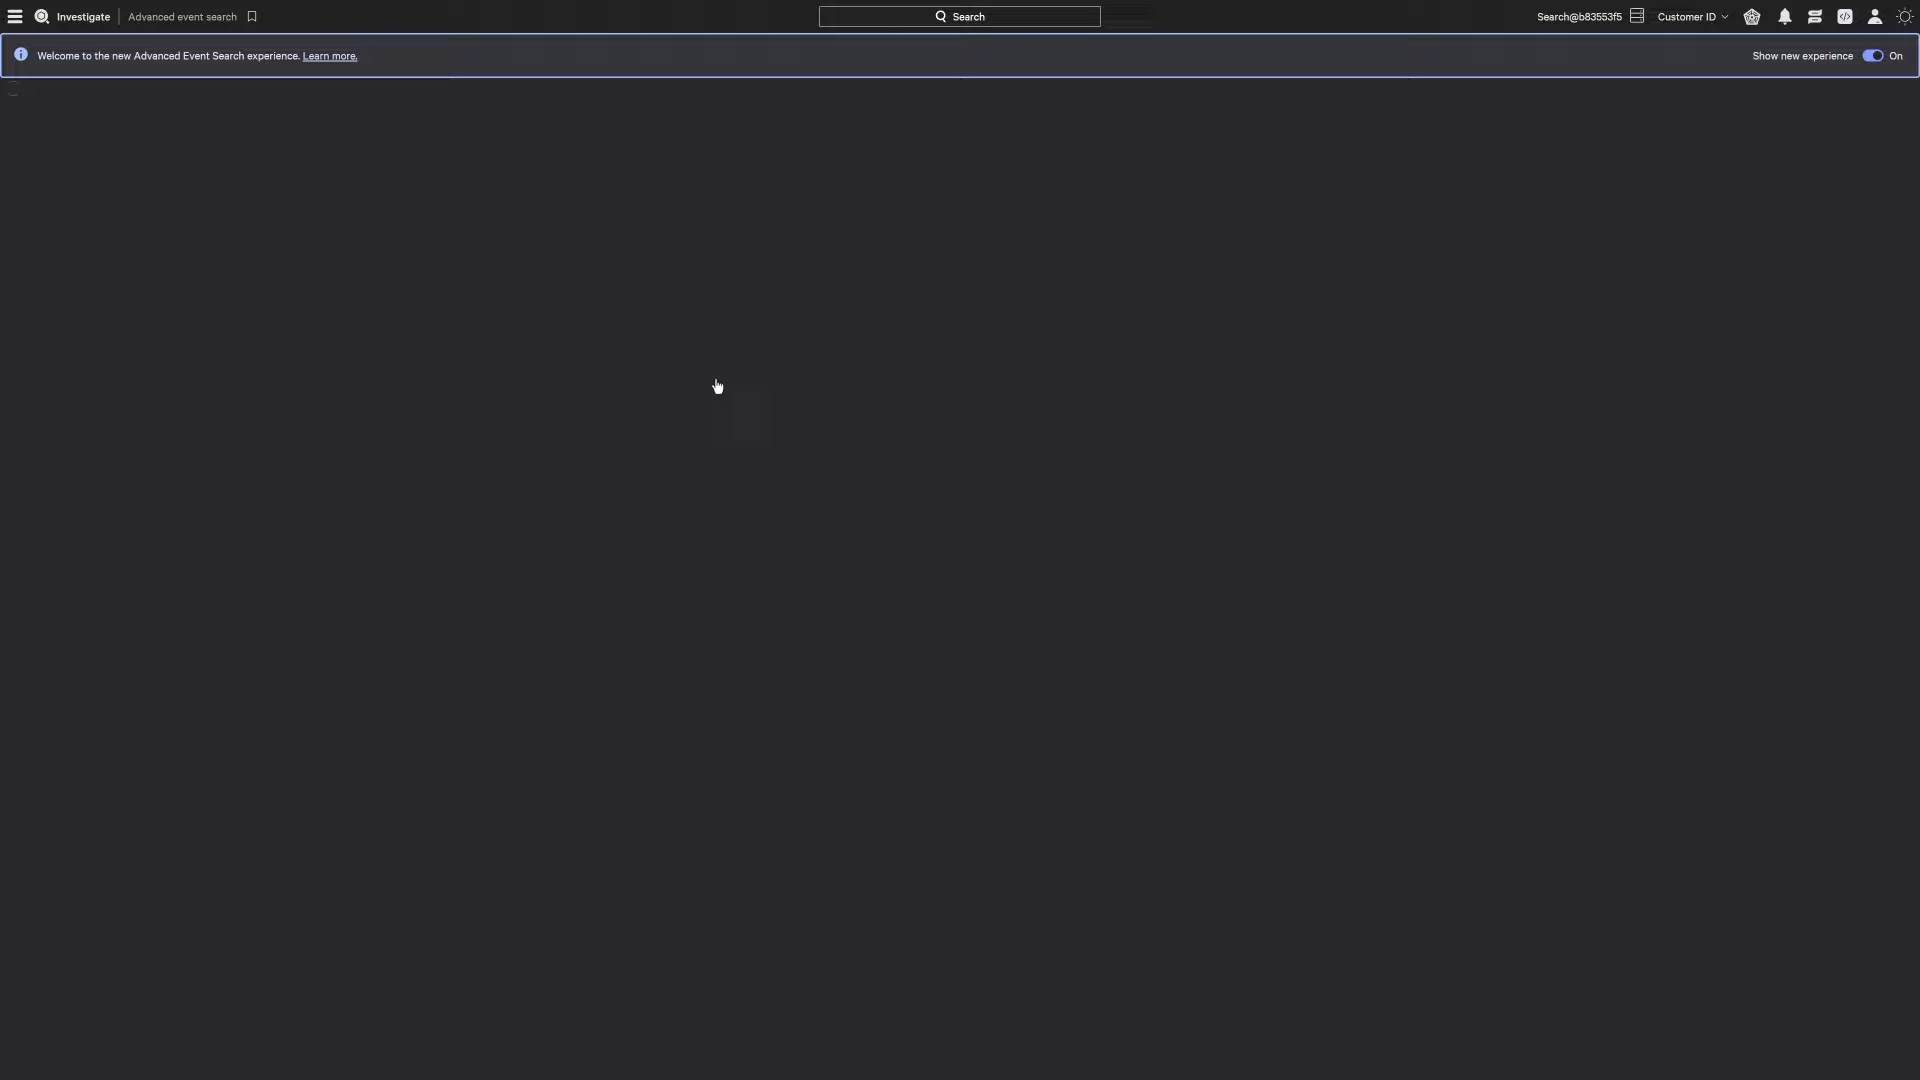 Investigate
Advanced event search
Search
Search@b83553f5
Customer ID
Welcome to the new Advanced Event Search experience. Learn more.
Show new experience
On